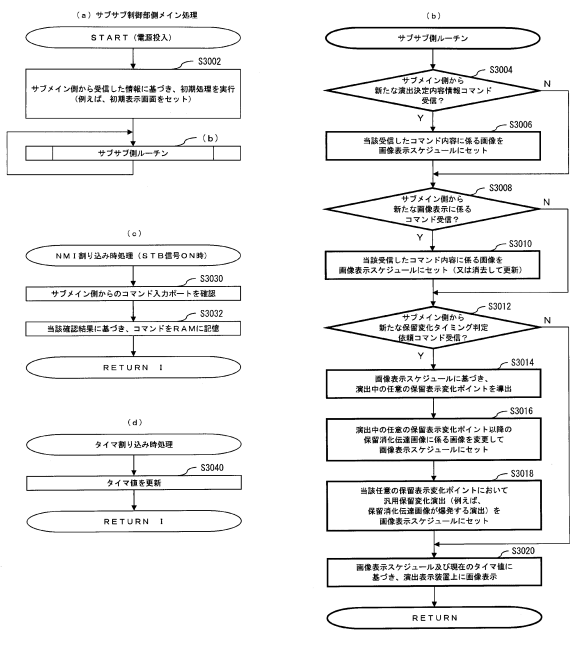 (a) サブサブ制御部側メイン処理
START (電源投入)
S3002
サブメイン側から受信した情報に基づき、初期処理を実行
(例えば、初期表示画面をセット)
(b)
サブサブ側ルーチン
(c)
NMI割り込み時処理 (STB信号ON時)
S3030
サブメイン側からのコマンド入力ポートを確認
S3032
当該確認結果に基づき、コマンドをRAMに記憶
RETURN I
(d)
タイマ割り込み時処理
S3040
タイマ値を更新
RETURN I
(b)
サブサブ側ルーチン
S3004
サブメイン側から
新たな演出決定内容情報コマンド
受信?
N
Y
S3006
当該受信したコマンド内容に係る画像を
画像表示スケジュールにセット
S3008
サブメイン側から
新たな画像表示に係る
コマンド受信?
N
Y
S3010
当該受信したコマンド内容に係る画像を
画像表示スケジュールにセット(又は消去して更新)
S3012
サブメイン側から
新たな保留変化タイミング判定
依頼コマンド受信?
N
Y
S3014
画像表示スケジュールに基づき、
演出中の任意の保留表示変化ポイントを導出
S3016
演出中の任意の保留表示変化ポイント以降の
保留消化伝達画像に係る画像を変更して
画像表示スケジュールにセット
S3018
当該任意の保留表示変化ポイントにおいて
汎用保留変化演出(例えば、
保留消化伝達画像が爆発する演出)を
画像表示スケジュールにセット
S3020
画像表示スケジュール及び現在のタイマ値に
基づき、演出表示装置上に画像表示
RETURN